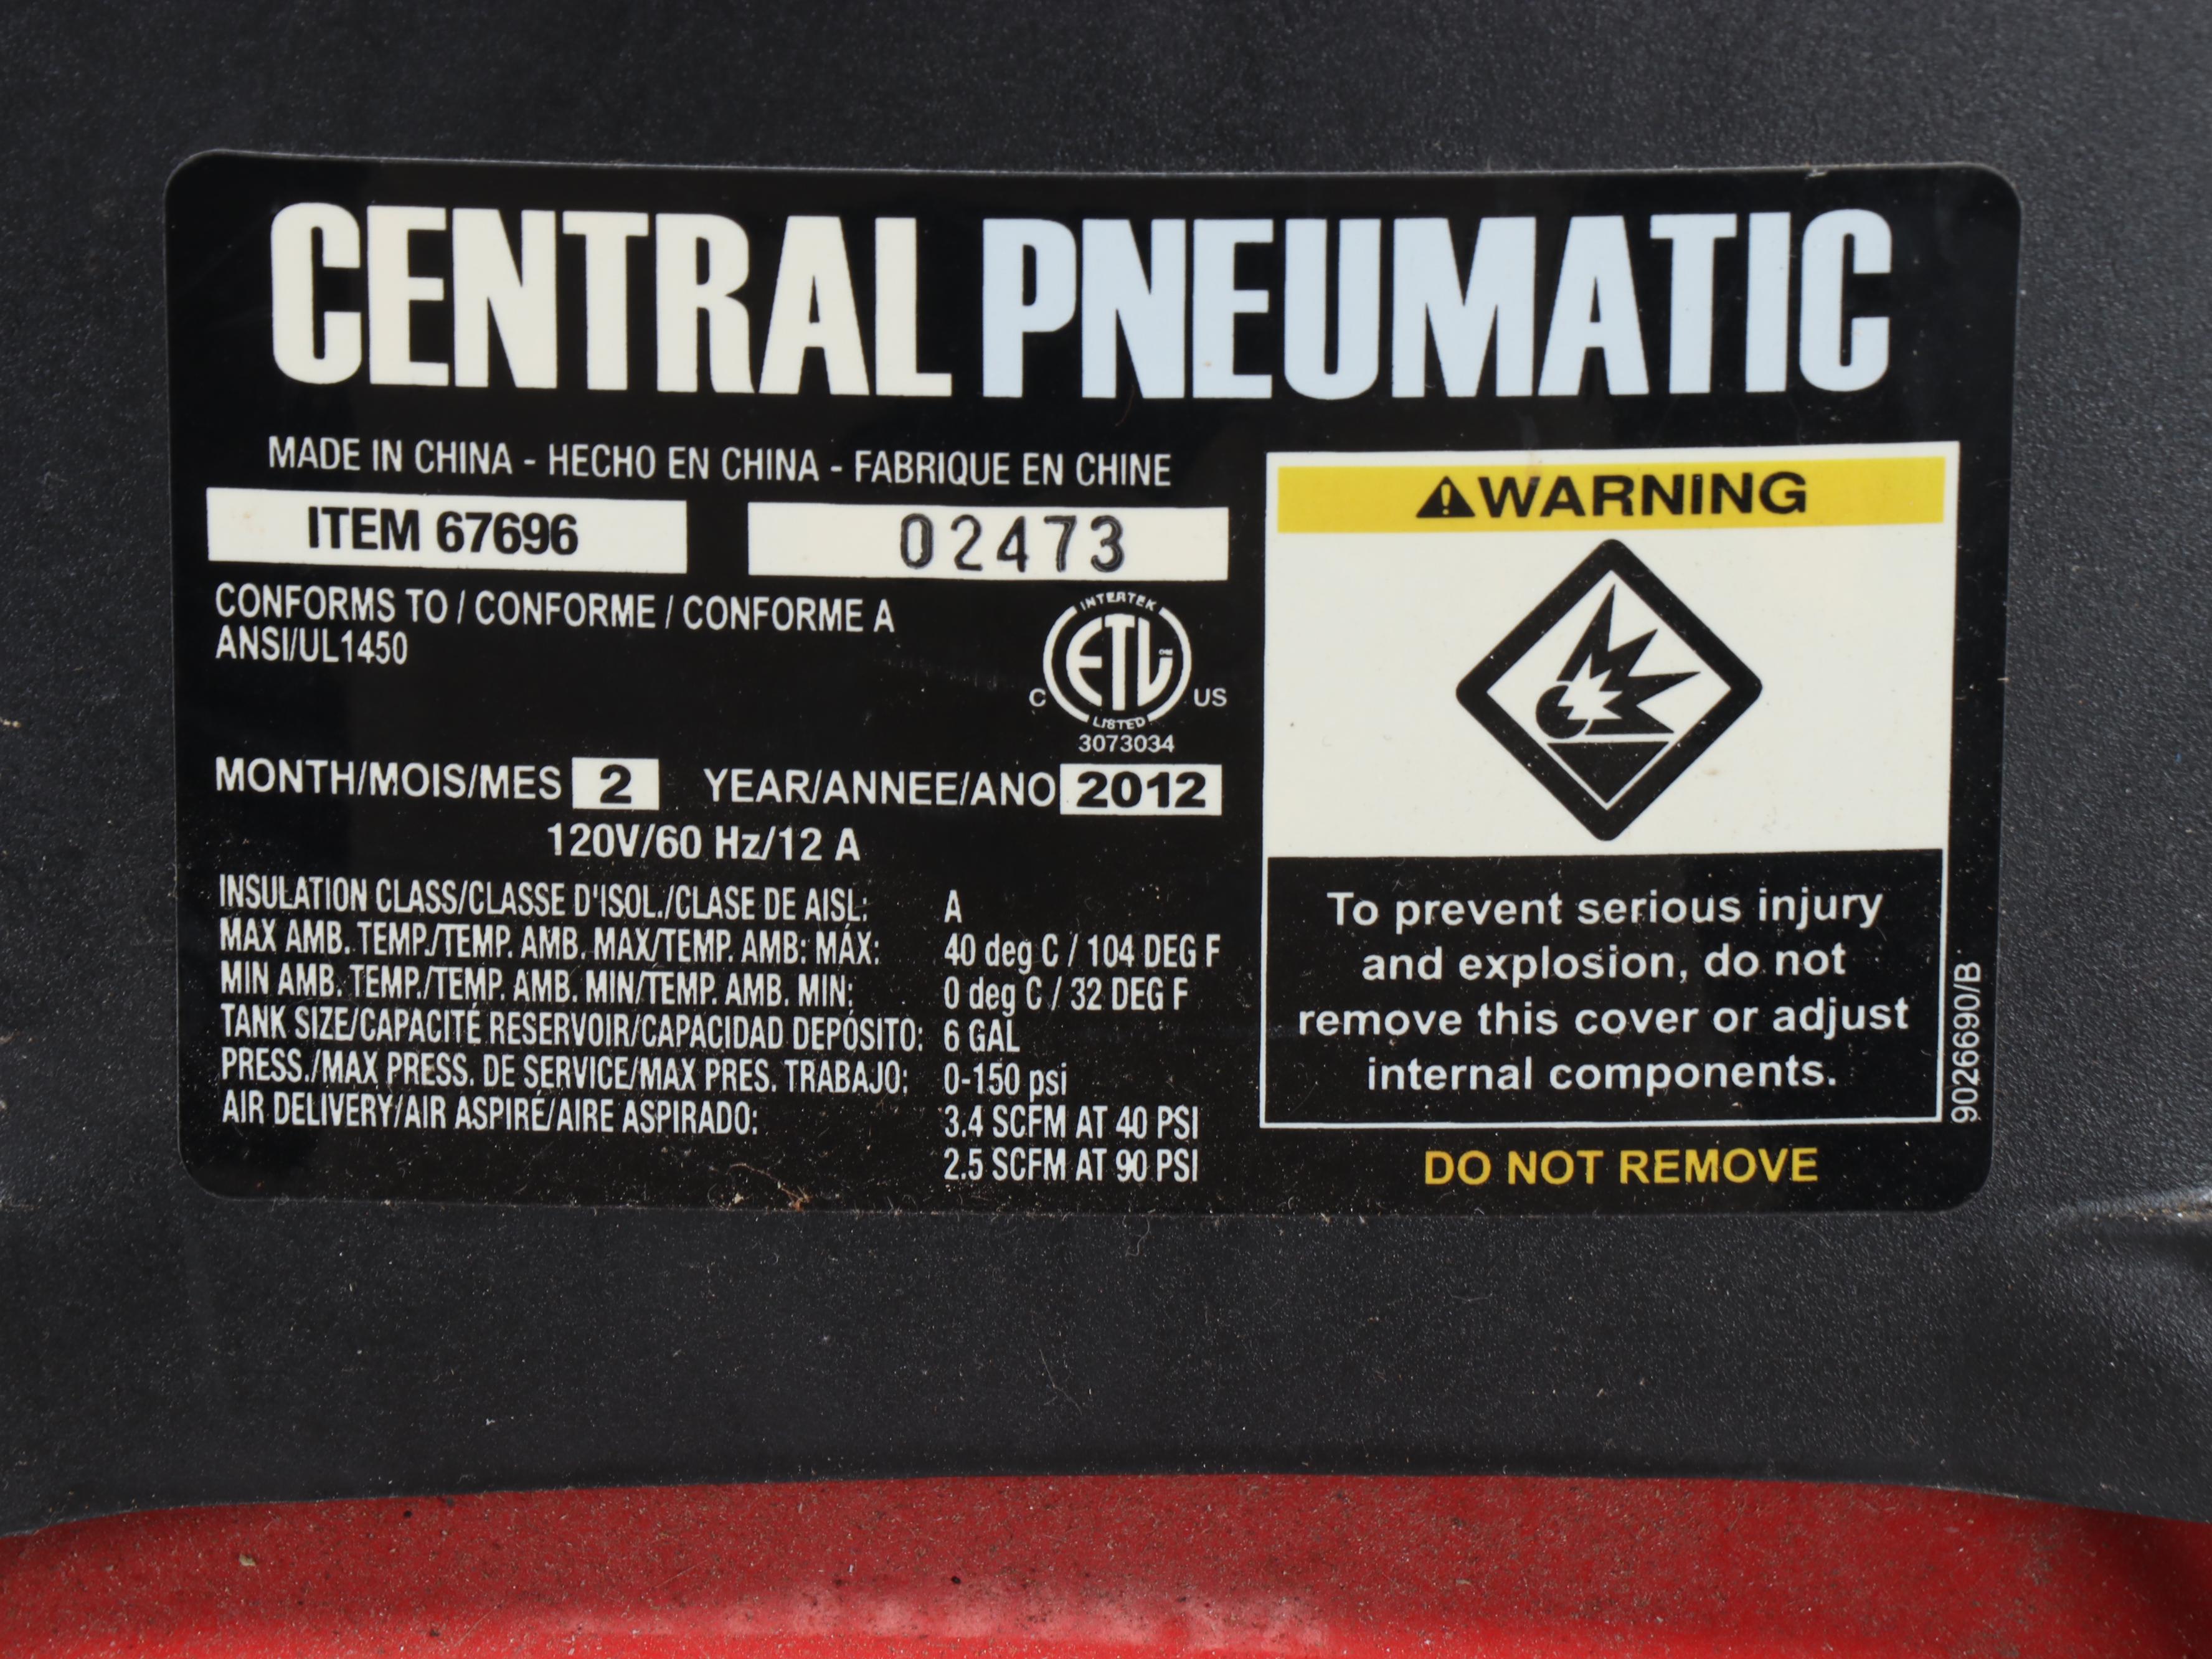 CENTRAL PNEUMATIC
MADE IN CHINA - HECHO EN CHINA - FABRIQUE EN CHINE
ITEM 67696
02473
CONFORMS TO / CONFORME / CONFORME A
ANSI/UL1450
INTERTEK
ETL
C
US
LISTED
3073034
MONTH/MOIS/MES 2 YEAR/ANNEE/ANO 2012
120V/60 Hz/12 A
INSULATION CLASS/CLASSE D'ISOL./CLASE DE AISL: A
MAX AMB. TEMP./TEMP. AMB. MAX/TEMP. AMB: MÁX: 40 deg C / 104 DEG F
MIN AMB. TEMP./TEMP. AMB. MIN/TEMP. AMB. MIN: 0 deg C / 32 DEG F
TANK SIZE/CAPACITÉ RESERVOIR/CAPACIDAD DEPÓSITO: 6 GAL
PRESS./MAX PRESS. DE SERVICE/MAX PRES. TRABAJO: 0-150 psi
AIR DELIVERY/AIR ASPIRÉ/AIRE ASPIRADO: 3.4 SCFM AT 40 PSI
2.5 SCFM AT 90 PSI
WARNING
To prevent serious injury
and explosion, do not
remove this cover or adjust
internal components.
DO NOT REMOVE
9026690/B